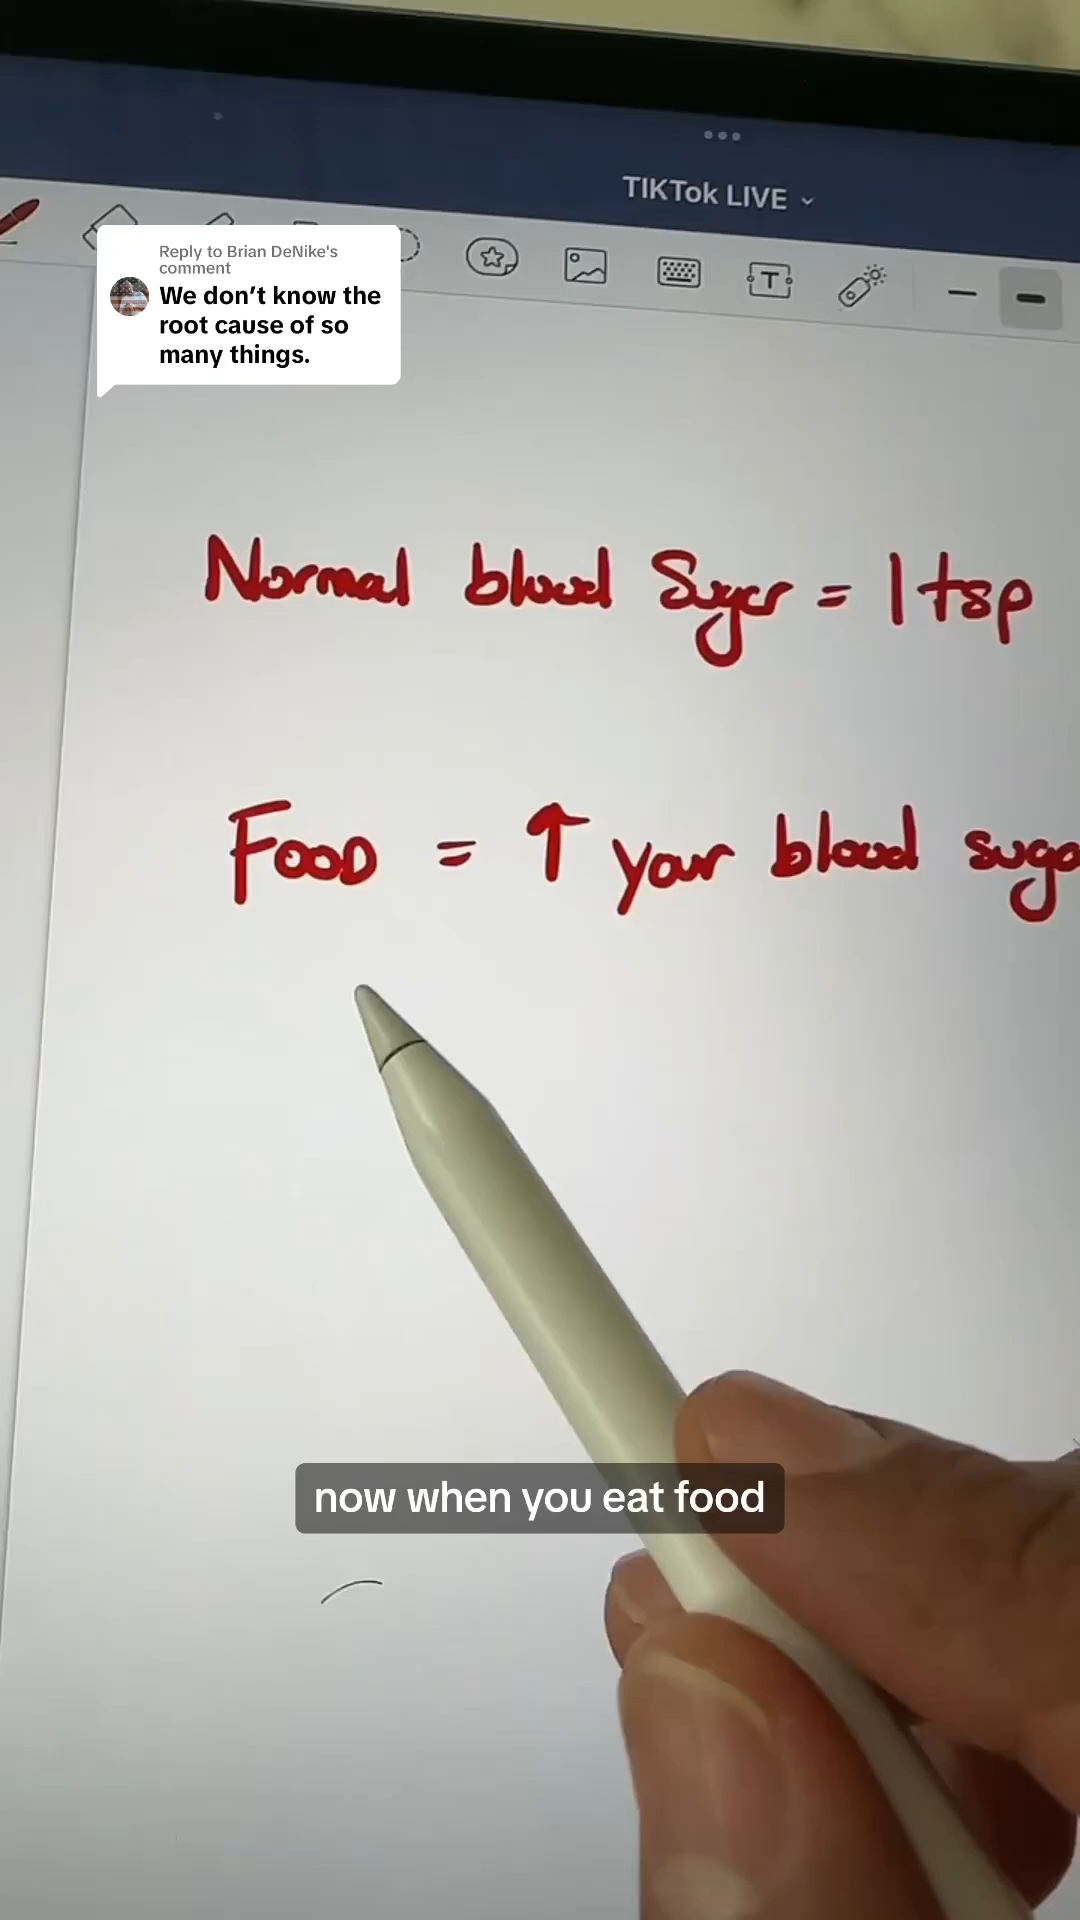 TIKTok LIVE
Reply to Brian DeNike's
comment
We don’t know the
root cause of so
many things.
T
Normal blood Sugar = 1 tsp
Food = ↑ your blood suga
now when you eat food